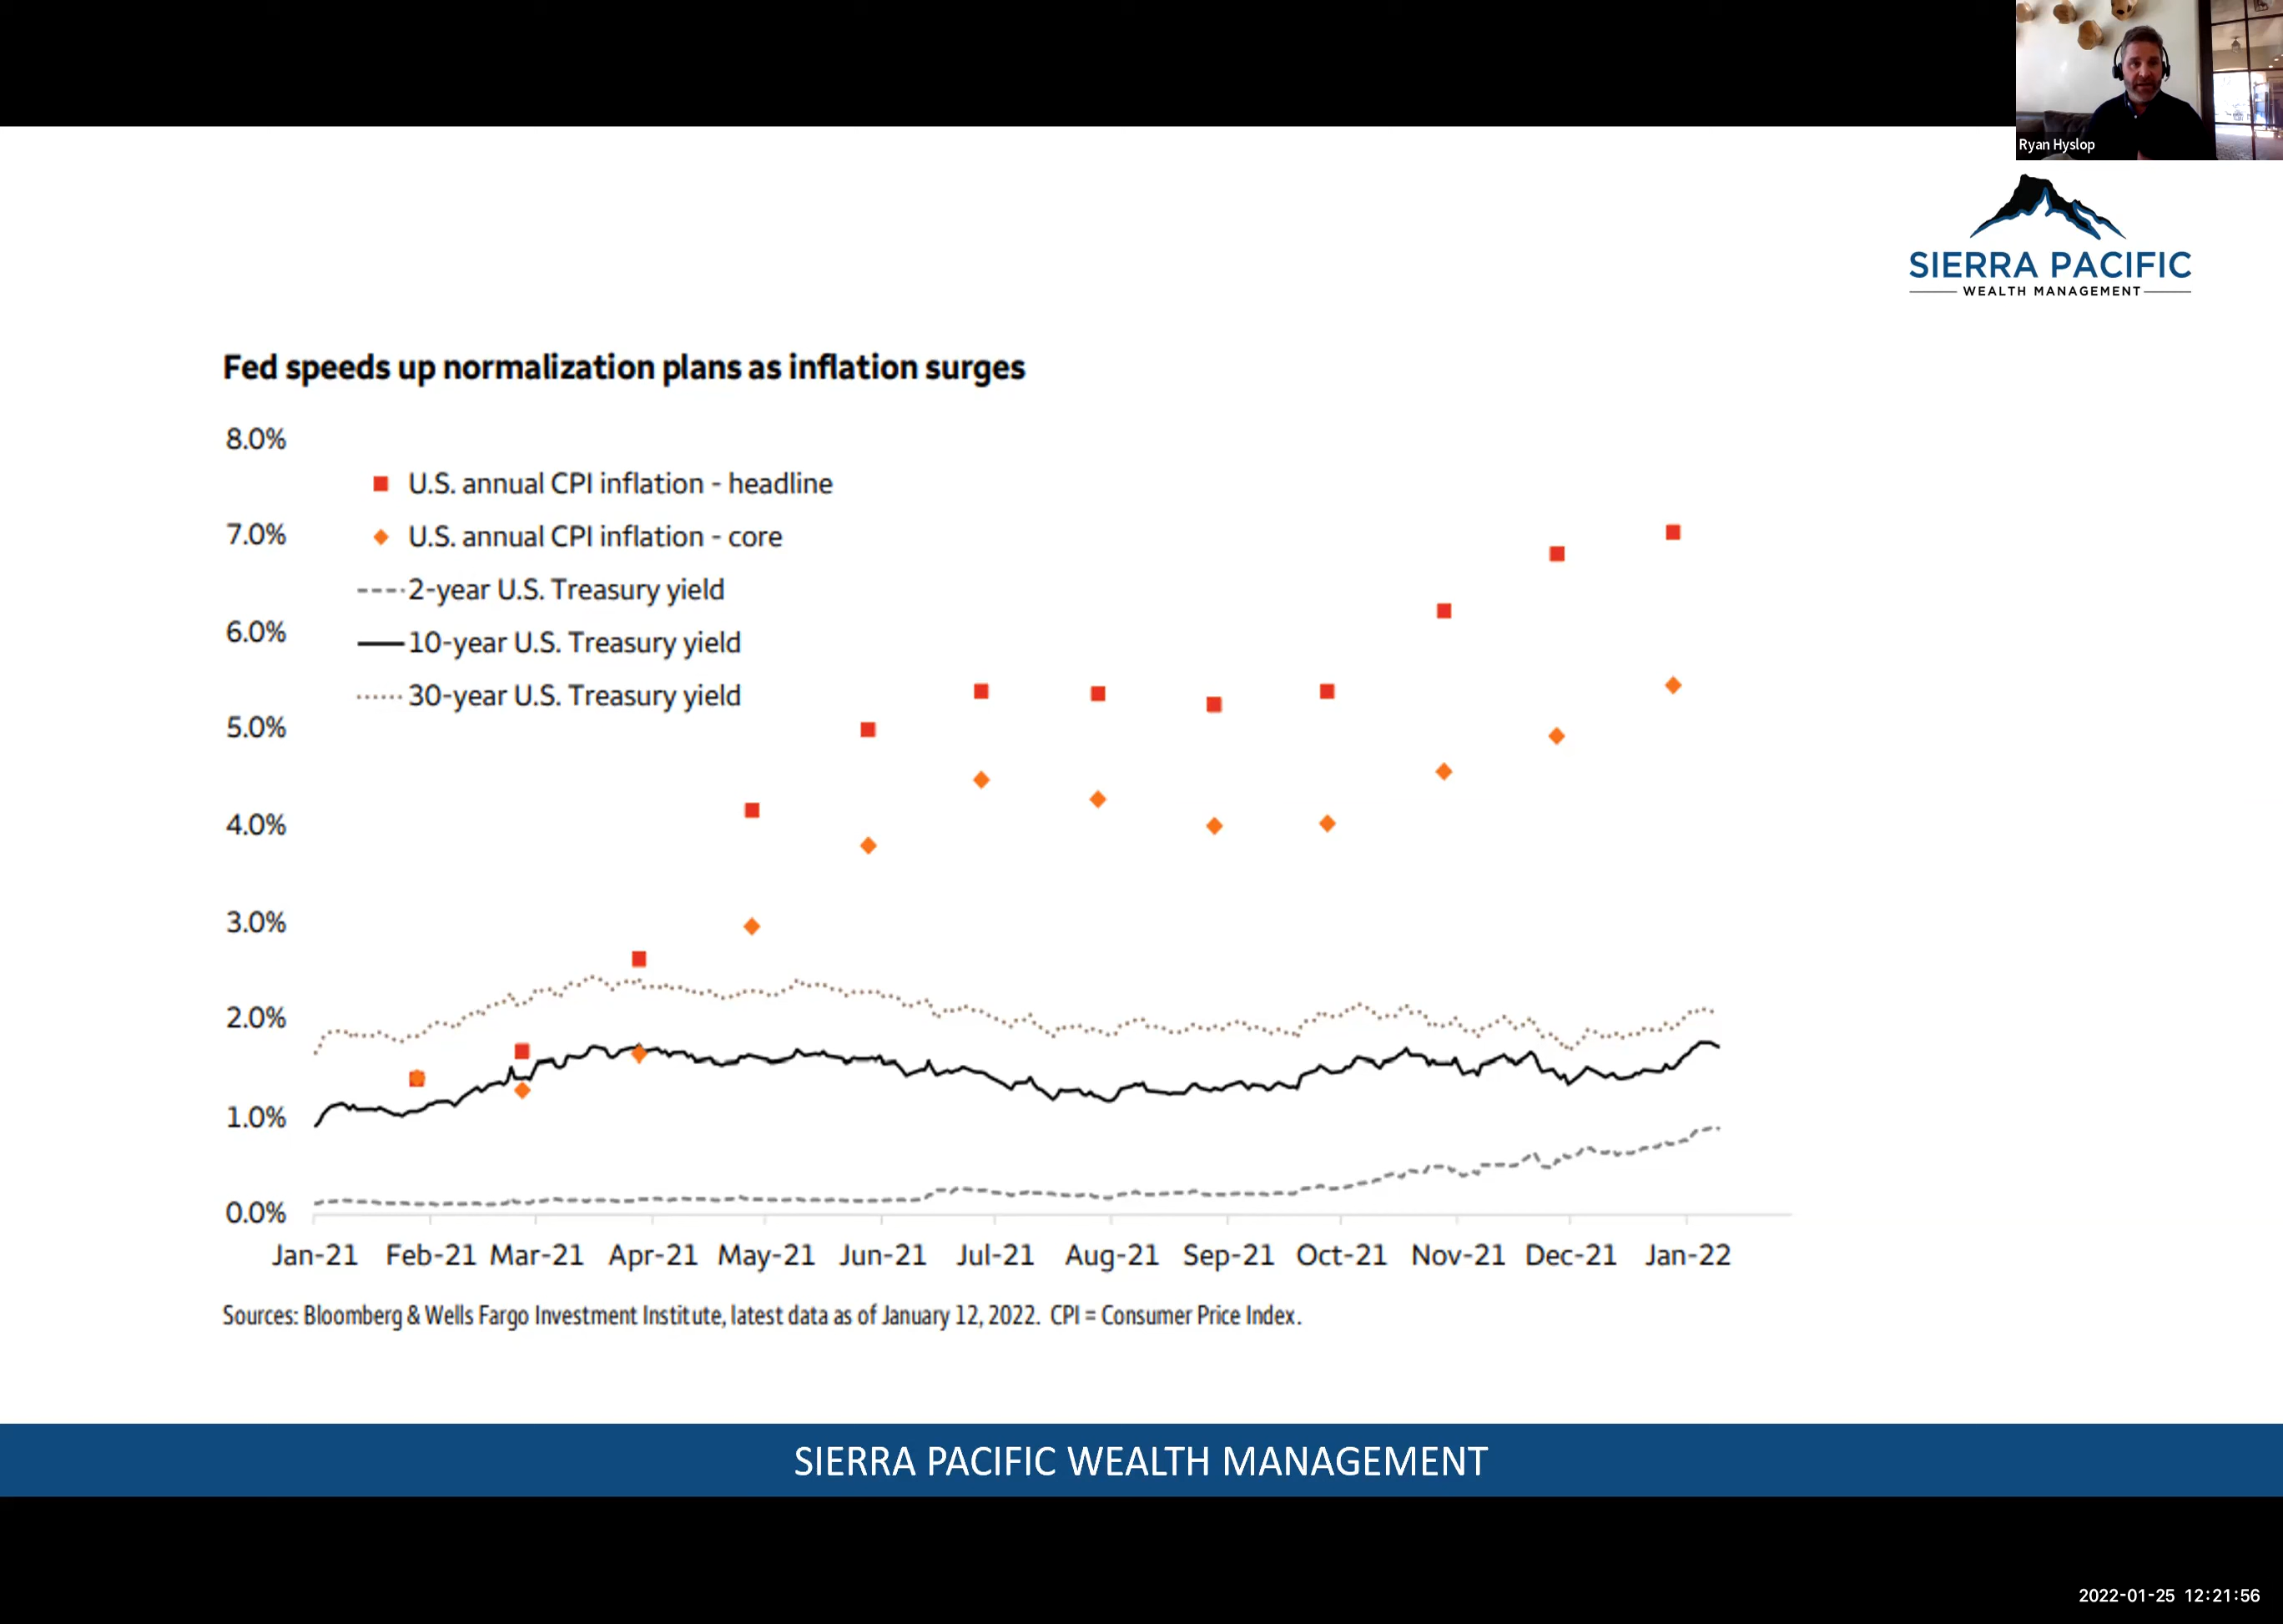 Ryan Hyslop
SIERRA PACIFIC
WEALTH MANAGEMENT
Fed speeds up normalization plans as inflation surges
8.0%
U.S. annual CPI inflation - headline
7.0%
U.S. annual CPI inflation - core
2-year U.S. Treasury yield
6.0%
10-year U.S. Treasury yield
30-year U.S. Treasury yield
5.0%
4.0%
3.0%
2.0%
1.0%
0.0%
Jan-21 Feb-21 Mar-21 Apr-21 May-21 Jun-21 Jul-21 Aug-21 Sep-21 Oct-21 Nov-21 Dec-21 Jan-22
Sources: Bloomberg & Wells Fargo Investment Institute, latest data as of January 12, 2022. CPI = Consumer Price Index.
SIERRA PACIFIC WEALTH MANAGEMENT
2022-01-25 12:21:56